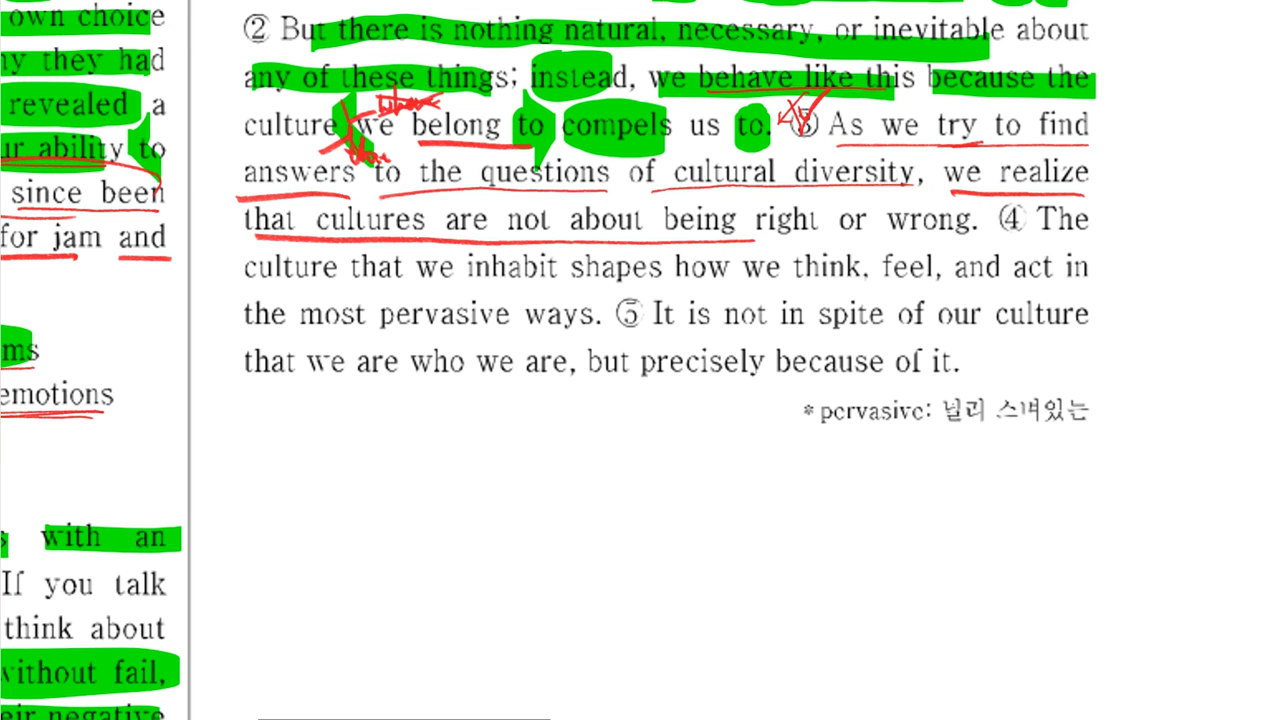 own choice
they had
revealed a
ability to
since been
for jam and
emotions
with an
If you talk
think about
without fail,
negative
② But there is nothing natural, necessary, or inevitable about
any of these things; instead, we behave like this because the
culture we belong to compels us to. ③ As we try to find
answers to the questions of cultural diversity, we realize
that cultures are not about being right or wrong. ④ The
culture that we inhabit shapes how we think, feel, and act in
the most pervasive ways. ⑤ It is not in spite of our culture
that we are who we are, but precisely because of it.
* pervasive: 널리 스며있는